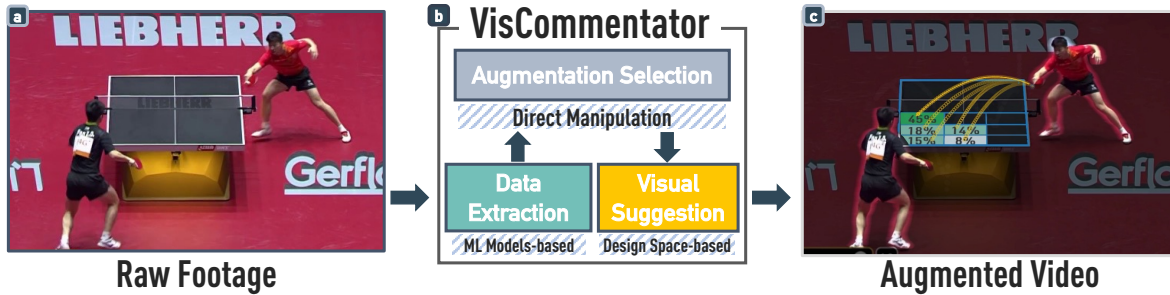 a
LIEBHERR
LIEBHERR
Gerflo
Raw Footage
b
VisCommentator
Augmentation Selection
Direct Manipulation
Data
Extraction
Visual
Suggestion
ML Models-based
Design Space-based
c
LIEBHERR
45%
18% 14%
15% 8%
Gerflo
Augmented Video